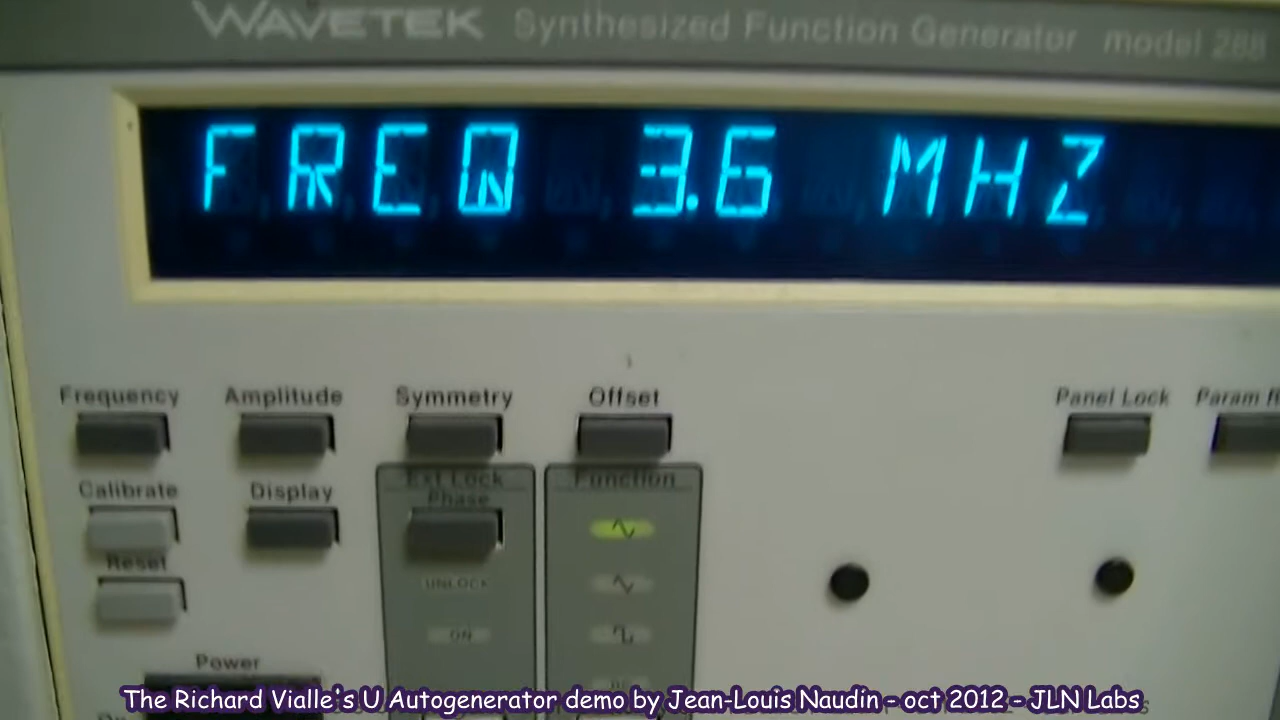 WAVETEK Synthesized Function Generator model 288
FREQ 3.6 MHZ
Frequency Amplitude Symmetry Offset Panel Lock Param
Calibrate Display Ext Lock Function
Phase
Reset
UNLOCK
ON
Power
The Richard Vialle's U Autogenerator demo by Jean-Louis Naudin - oct 2012 - JLN Labs